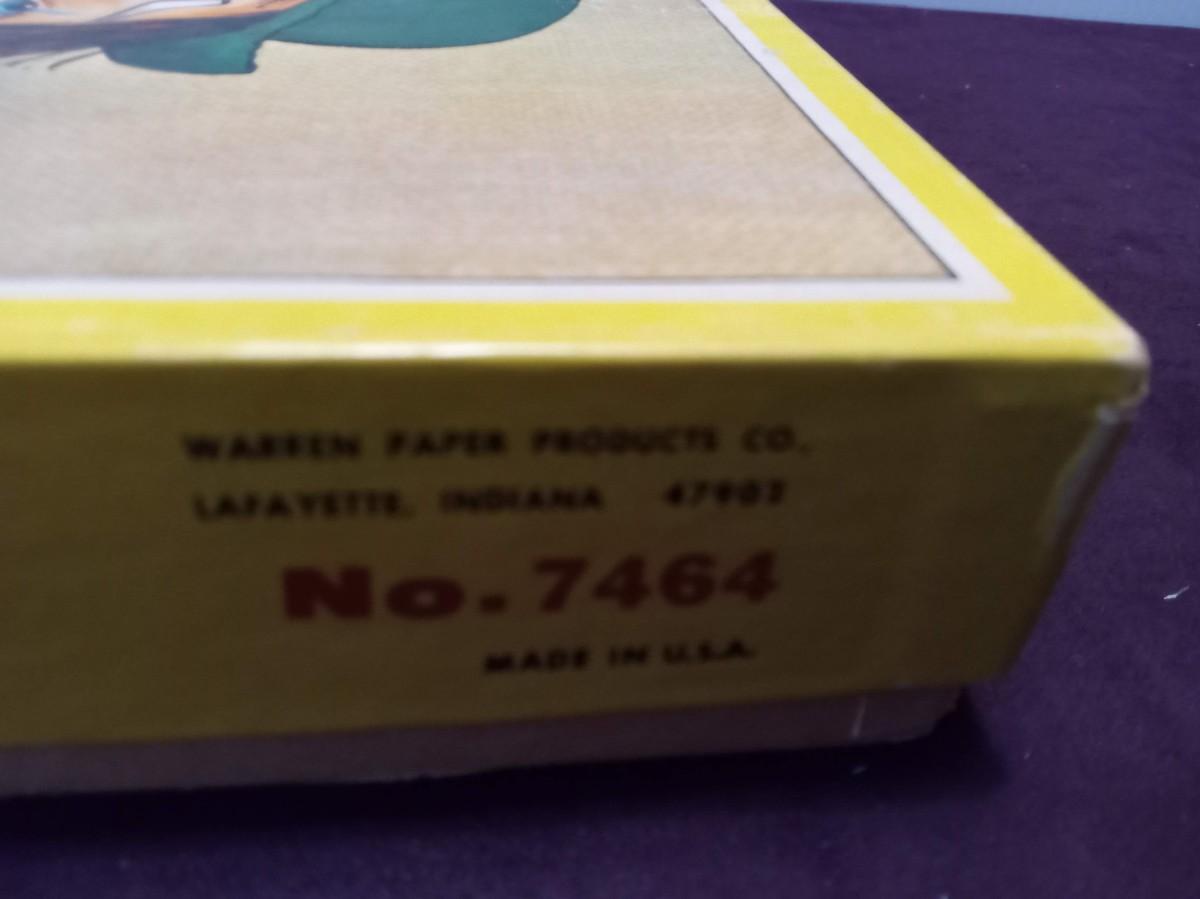 WARREN PAPER PRODUCTS CO.
LAFAYETTE, INDIANA 47902
No. 7464
MADE IN U.S.A.